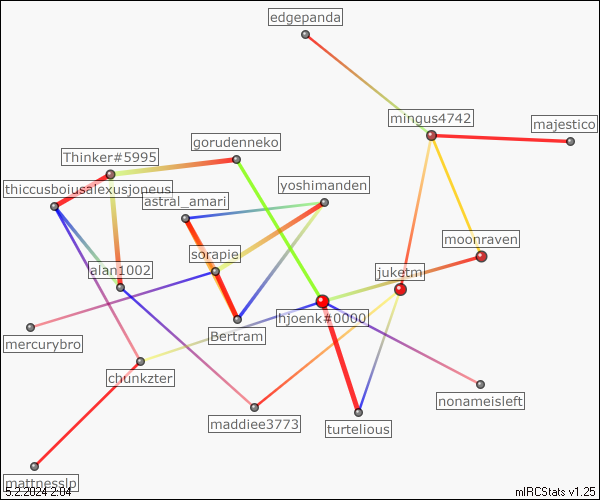 edgepanda
mingus4742
majestico
gorudenneko
Thinker#5995
thiccusboiusalexusjoneus
yoshimanden
astral_amari
moonraven
sorapie
juketm
alan1002
hjoenk#0000
Bertram
mercurybro
chunkzter
nonameisleft
maddiee3773
turtelious
mattnesslp
5.2.2024 2:04
mIRCStats v1.25